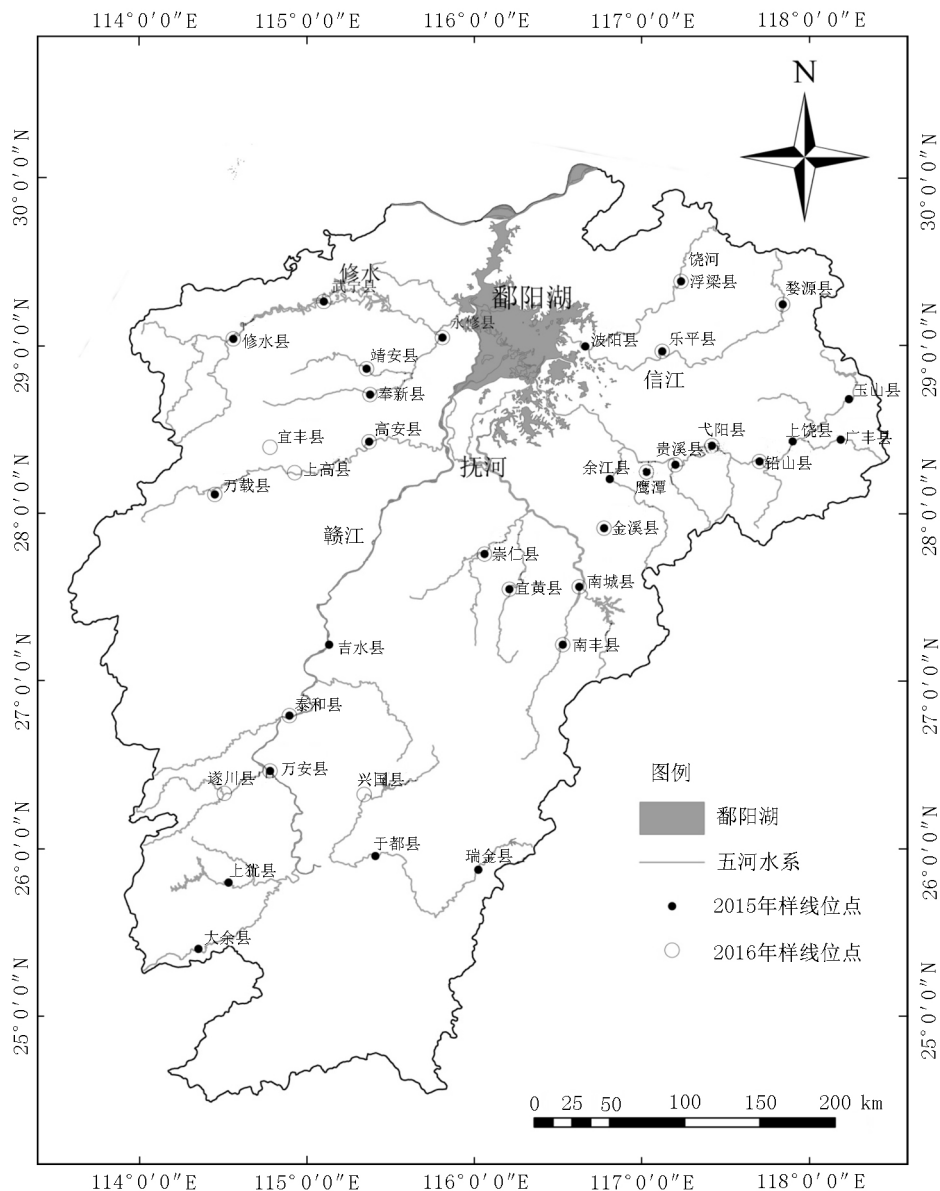 114°0′0″E 115°0′0″E 116°0′0″E 117°0′0″E 118°0′0″E
N
30°0′0″N
30°0′0″N
饶河
修水
浮梁县
武宁县
鄱阳湖
婺源县
永修县
修水县
波阳县
乐平县
29°0′0″N
29°0′0″N
靖安县
信江
奉新县
玉山县
高安县
宜丰县
弋阳县
上饶县
广丰县
贵溪县
抚河
余江县
铅山县
上高县
万载县
鹰潭
28°0′0″N
28°0′0″N
赣江
金溪县
崇仁县
宜黄县
南城县
吉水县
南丰县
27°0′0″N
27°0′0″N
泰和县
万安县
遂川县
兴国县
图例
鄱阳湖
于都县
瑞金县
五河水系
26°0′0″N
26°0′0″N
上犹县
2015年样线位点
大余县
2016年样线位点
25°0′0″N
25°0′0″N
0 25 50 100 150 200 km
114°0′0″E 115°0′0″E 116°0′0″E 117°0′0″E 118°0′0″E